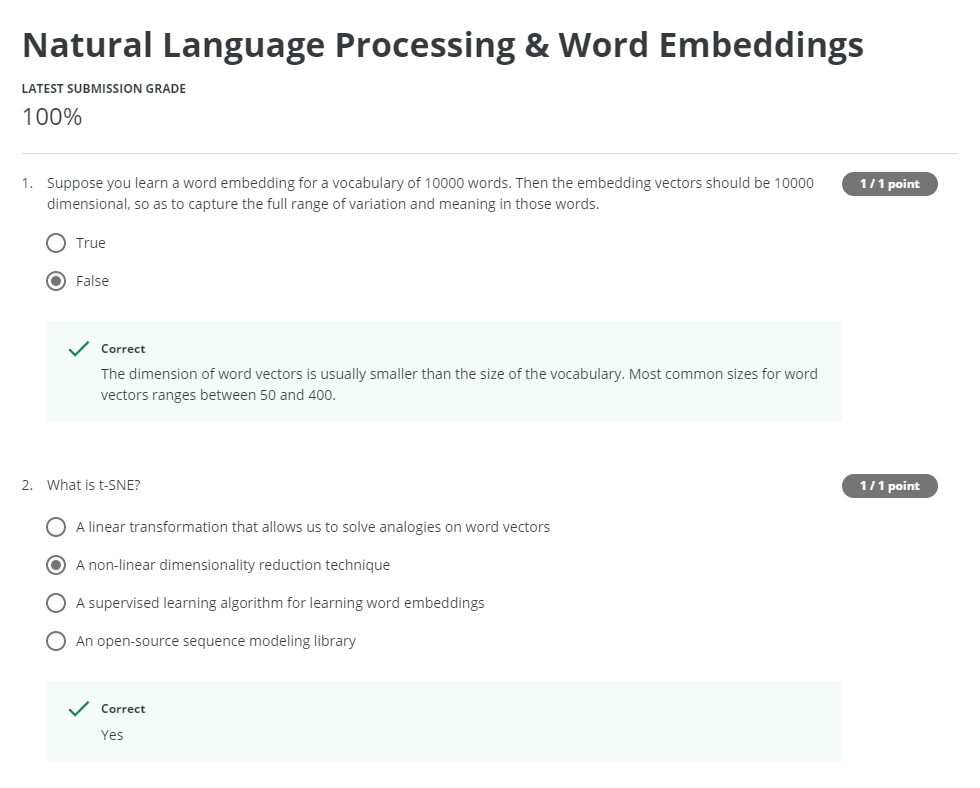 Natural Language Processing & Word Embeddings
LATEST SUBMISSION GRADE
100%
1. Suppose you learn a word embedding for a vocabulary of 10000 words. Then the embedding vectors should be 10000
dimensional, so as to capture the full range of variation and meaning in those words.
1 / 1 point
True
False
Correct
The dimension of word vectors is usually smaller than the size of the vocabulary. Most common sizes for word
vectors ranges between 50 and 400.
2. What is t-SNE?
1 / 1 point
A linear transformation that allows us to solve analogies on word vectors
A non-linear dimensionality reduction technique
A supervised learning algorithm for learning word embeddings
An open-source sequence modeling library
Correct
Yes